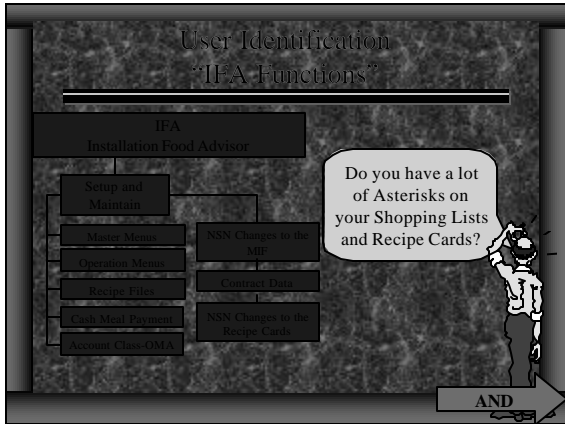 User Identification
"IFA Functions"
IFA
Installation Food Advisor
Setup and
Maintain
Master Menus
Operation Menus
Recipe Files
Cash Meal Payment
Account Class-OMA
NSN Changes to the
MIF
Contract Data
NSN Changes to the
Recipe Cards
Do you have a lot
of Asterisks on
your Shopping Lists
and Recipe Cards?
AND